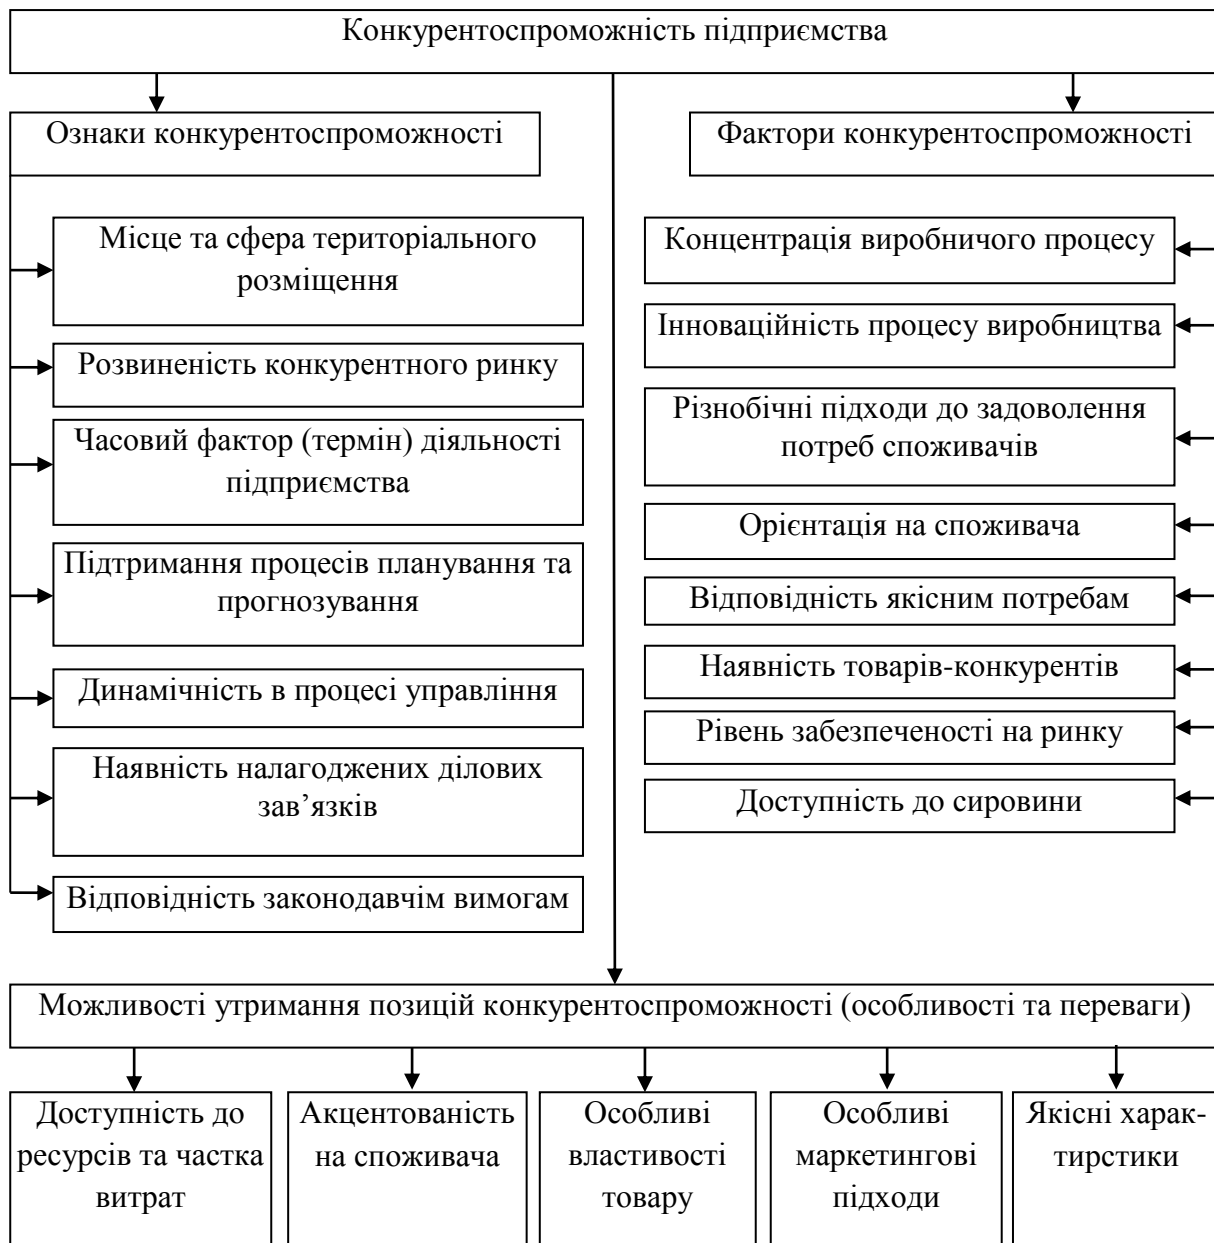 Конкурентоспроможність підприємства
Ознаки конкурентоспроможності
Фактори конкурентоспроможності
Місце та сфера територіального
розміщення
Розвиненість конкурентного ринку
Часовий фактор (термін) діяльності
підприємства
Підтримання процесів планування та
прогнозування
Динамічність в процесі управління
Наявність налагоджених ділових
зав’язків
Відповідність законодавчім вимогам
Концентрація виробничого процесу
Інноваційність процесу виробництва
Різнобічні підходи до задоволення
потреб споживачів
Орієнтація на споживача
Відповідність якісним потребам
Наявність товарів-конкурентів
Рівень забезпеченості на ринку
Доступність до сировини
Можливості утримання позицій конкурентоспроможності (особливості та переваги)
Доступність до
ресурсів та частка
витрат
Акцентованість
на споживача
Особливі
властивості
товару
Особливі
маркетингові
підходи
Якісні харак-
тирстики